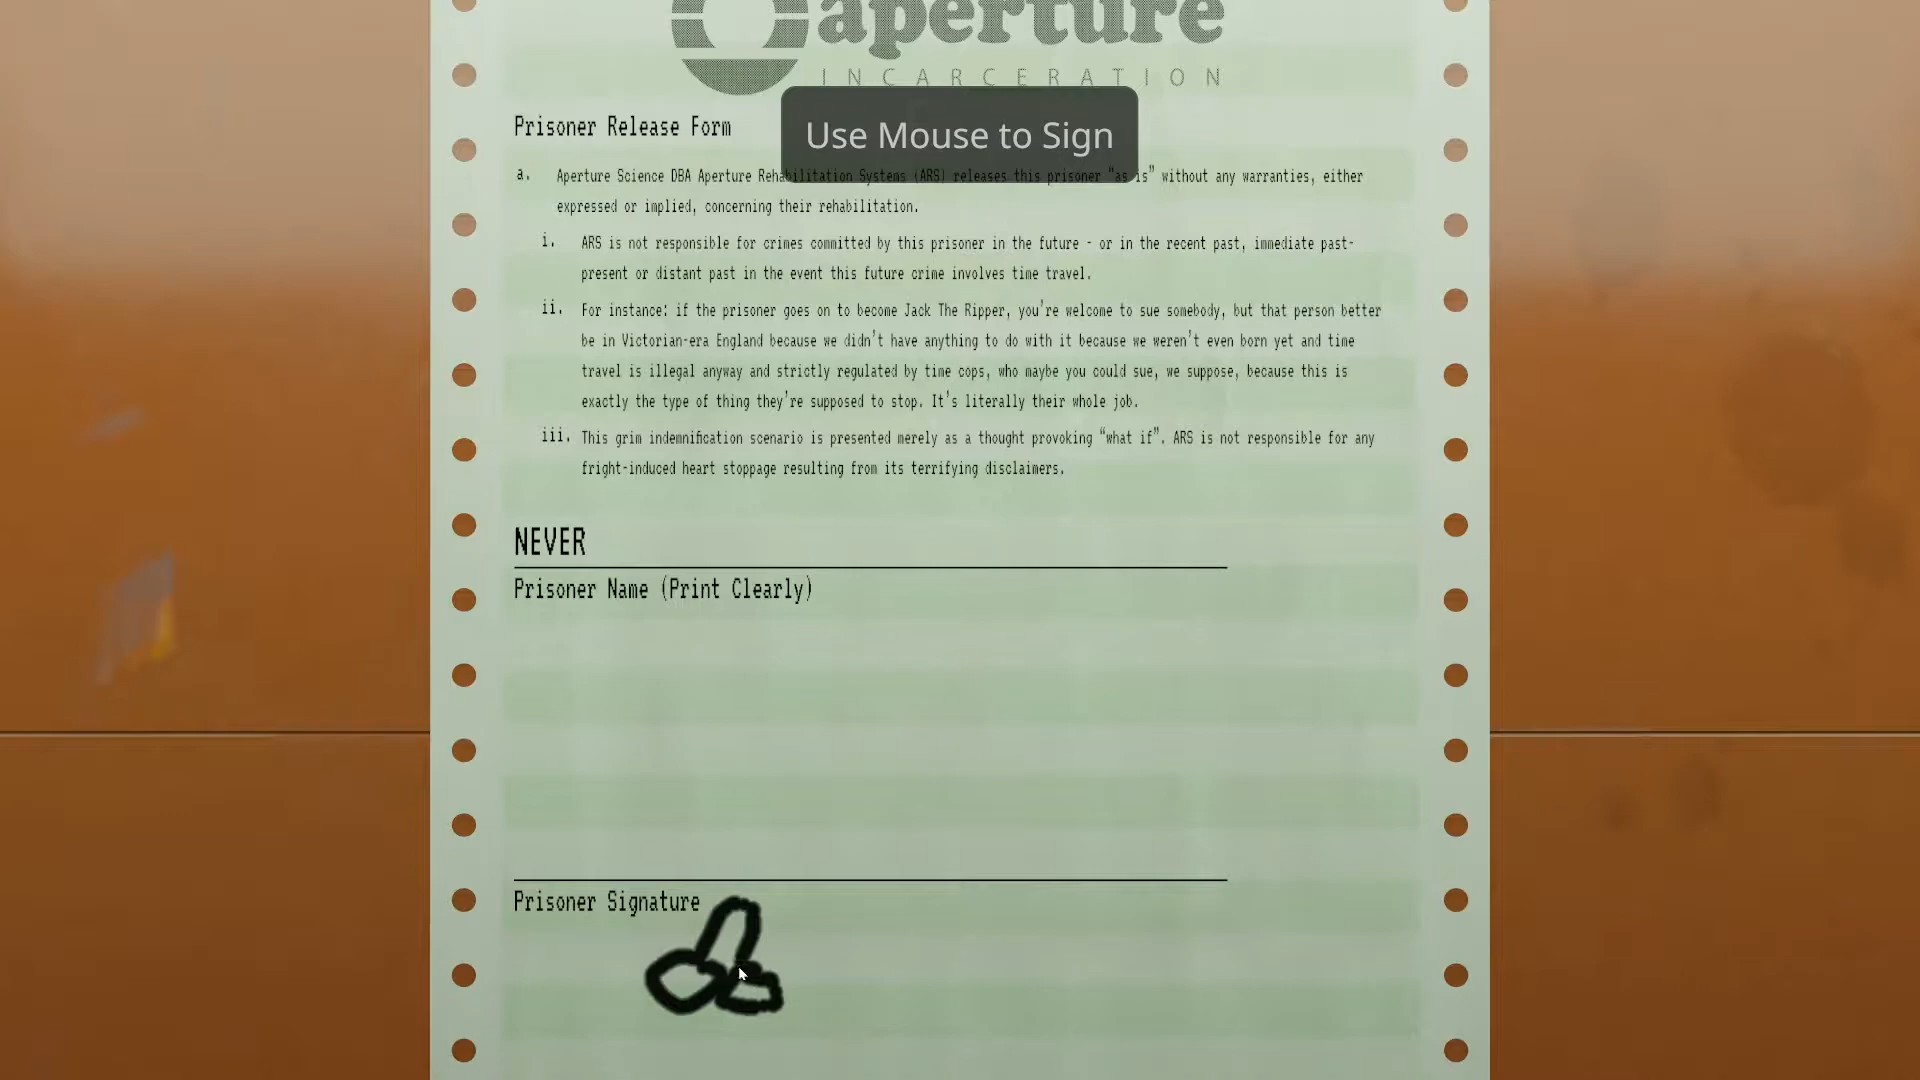 aperture
INCARCERATION
Use Mouse to Sign
Prisoner Release Form
a. Aperture Science DBA Aperture Rehabilitation Systems (ARS) releases this prisoner "as is" without any warranties, either
expressed or implied, concerning their rehabilitation.
i. ARS is not responsible for crimes committed by this prisoner in the future - or in the recent past, immediate past-
present or distant past in the event this future crime involves time travel.
ii. For instance: if the prisoner goes on to become Jack The Ripper, you're welcome to sue somebody, but that person better
be in Victorian-era England because we didn't have anything to do with it because we weren't even born yet and time
travel is illegal anyway and strictly regulated by time cops, who maybe you could sue, we suppose, because this is
exactly the type of thing they're supposed to stop. It's literally their whole job.
iii. This grim indemnification scenario is presented merely as a thought provoking "what if". ARS is not responsible for any
fright-induced heart stoppage resulting from its terrifying disclaimers.
NEVER
Prisoner Name (Print Clearly)
Prisoner Signature